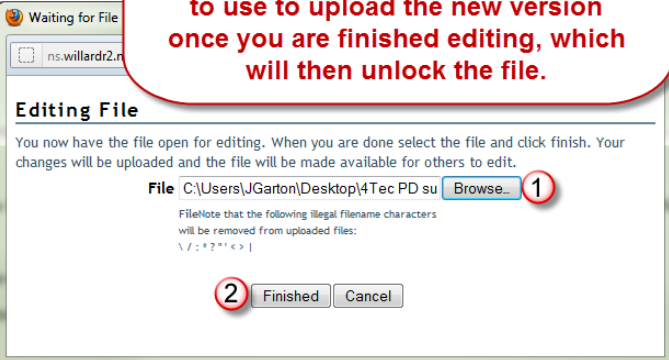 Waiting for File
to use to upload the new version
once you are finished editing, which
will then unlock the file.
ns.willardr2.n
Editing File
You now have the file open for editing. When you are done select the file and click finish. Your
changes will be uploaded and the file will be made available for others to edit.
File C:\Users\JGarton\Desktop\4Tec PD su Browse... 1
FileNote that the following illegal filename characters
will be removed from uploaded files:
\ / : * ? " ' < > |
2 Finished Cancel